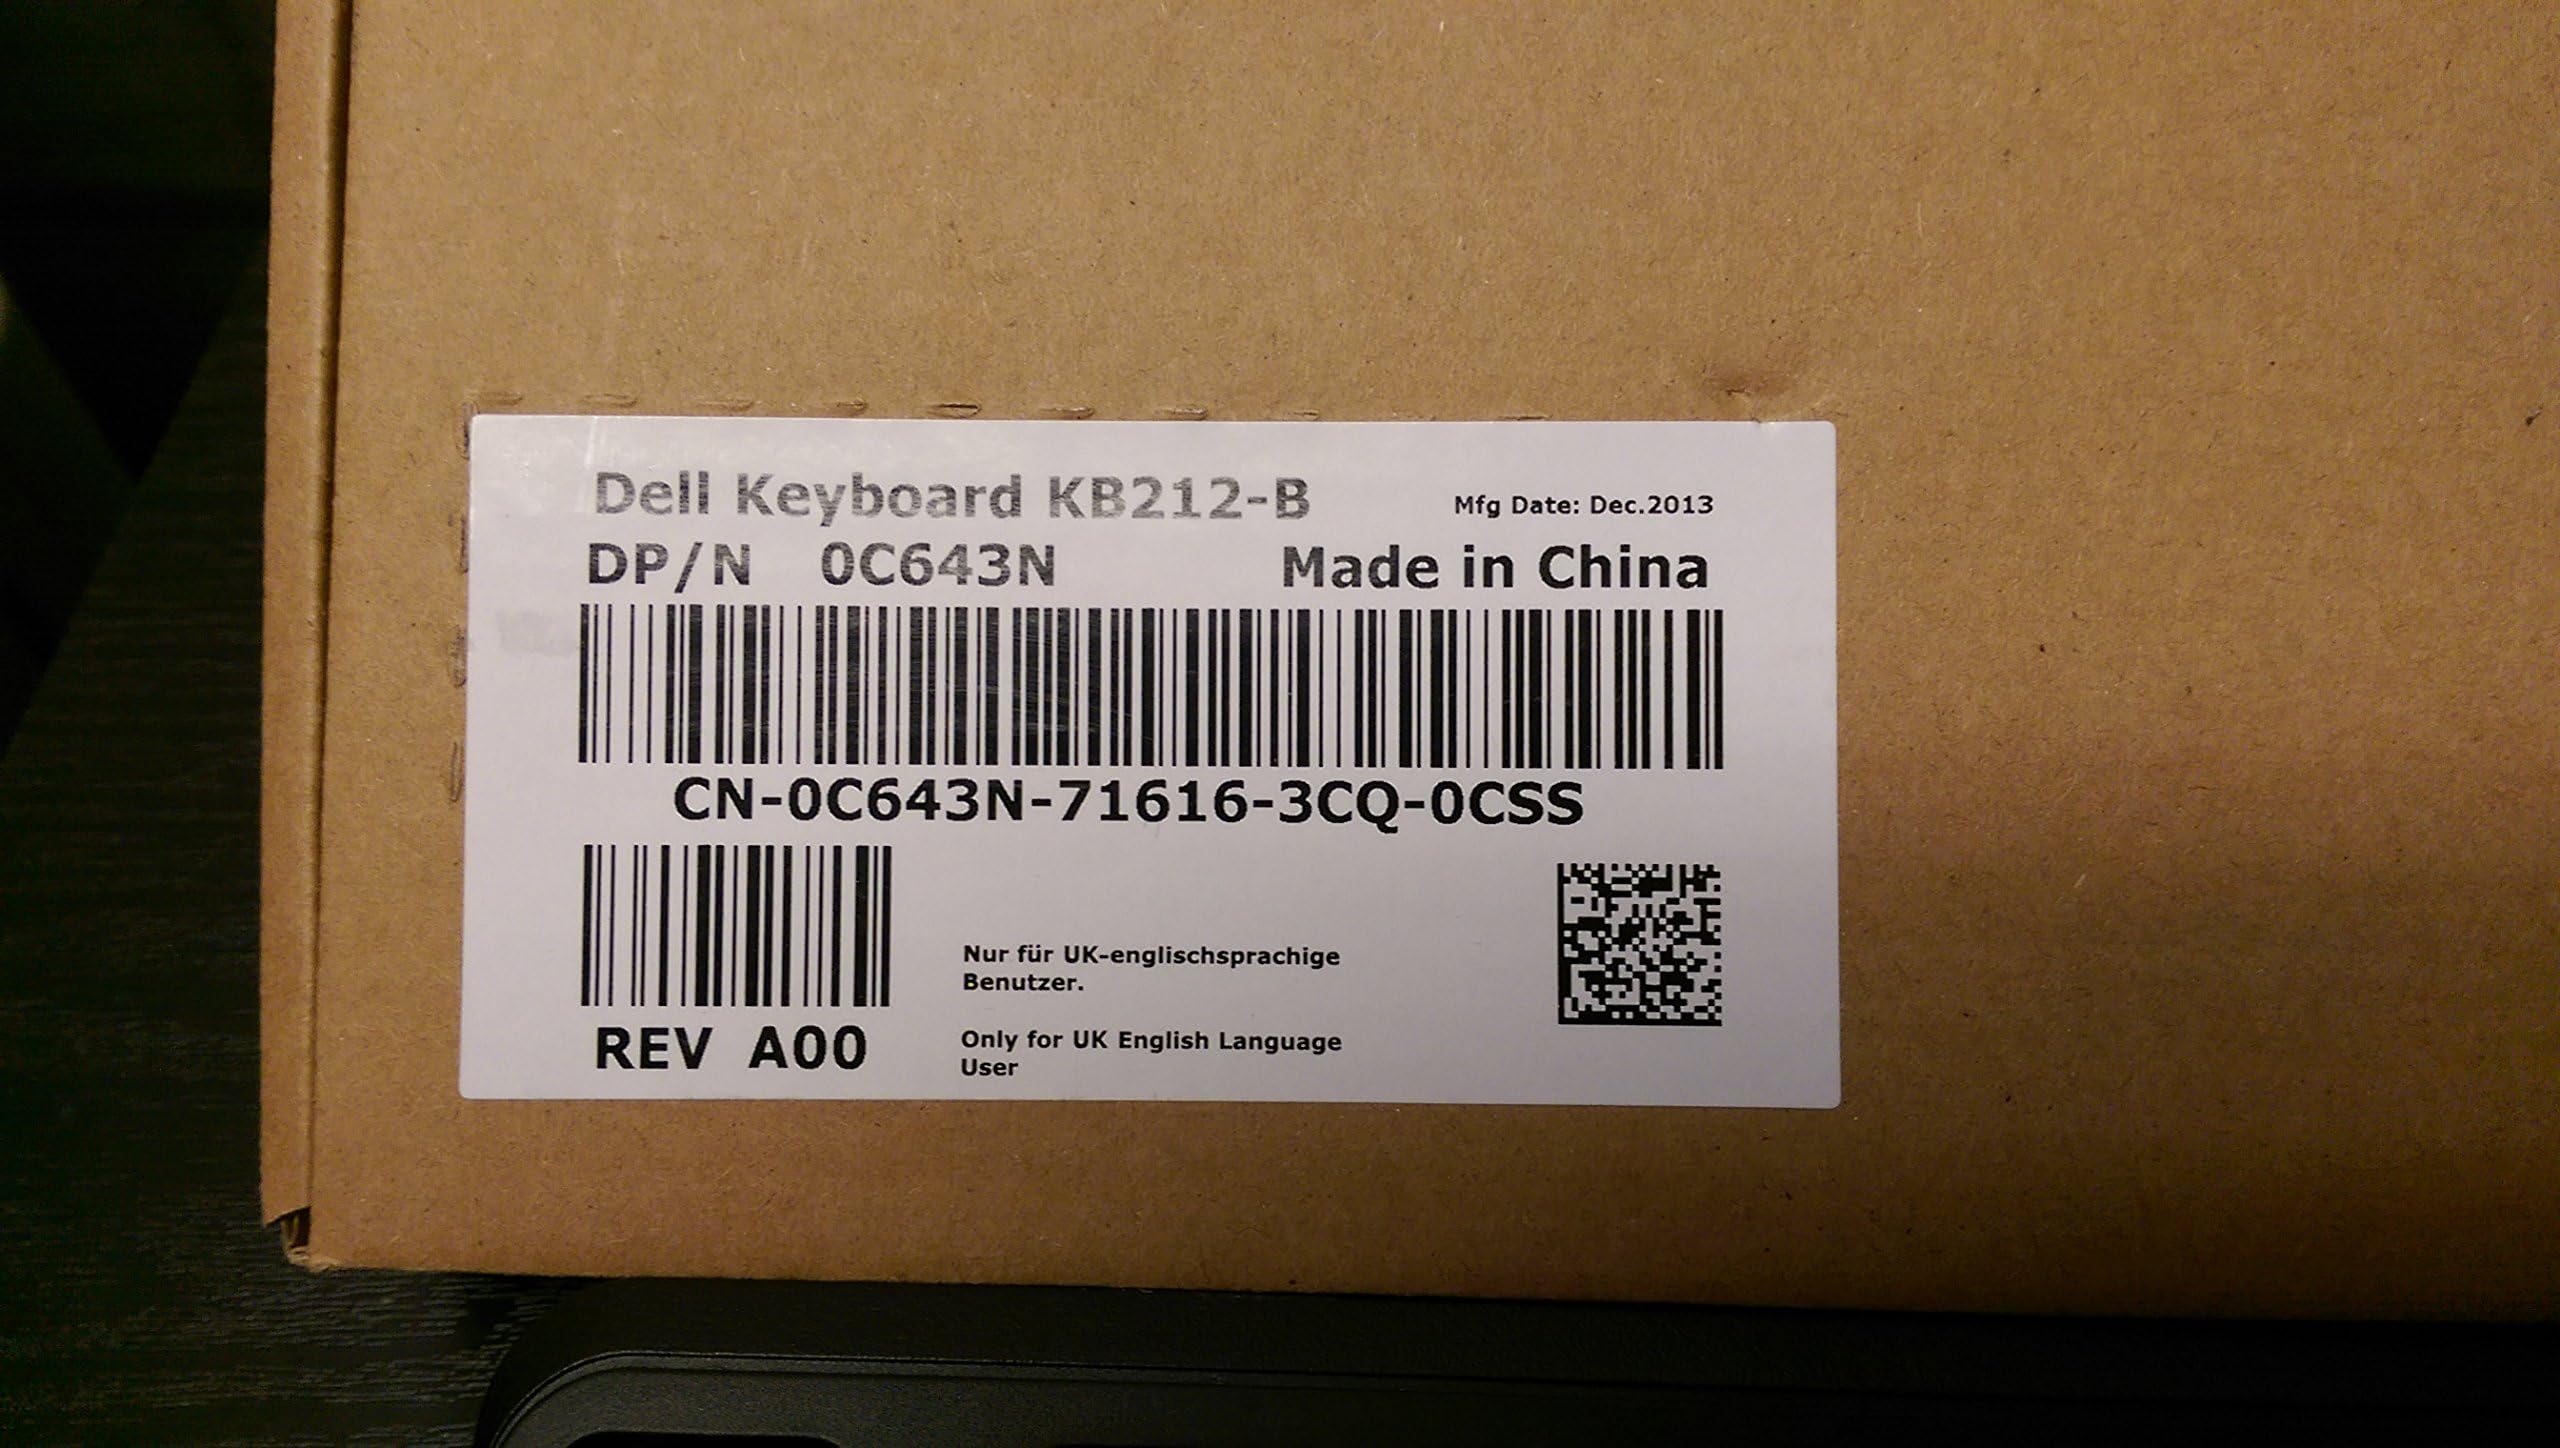 Dell Keyboard KB212-B
Mfg Date: Dec.2013
DP/N 0C643N
Made in China
CN-0C643N-71616-3CQ-0CSS
REV A00
Nur für UK-englischsprachige
Benutzer.
Only for UK English Language
User